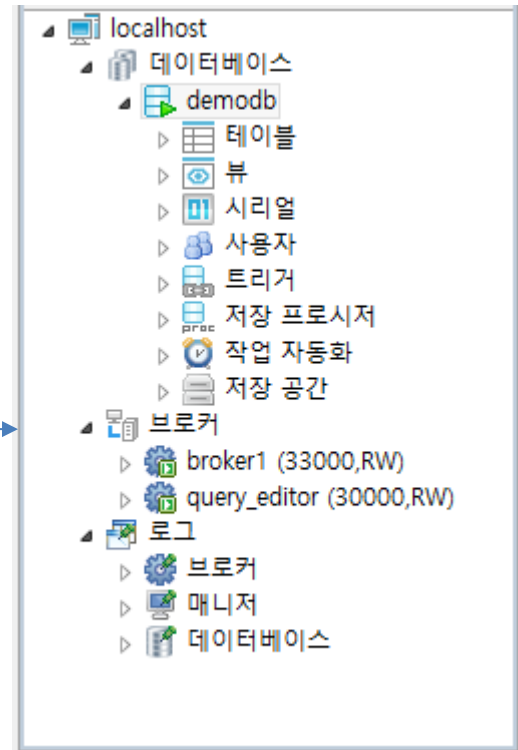 localhost
데이터베이스
demodb
테이블
뷰
시리얼
사용자
트리거
저장 프로시저
작업 자동화
저장 공간
브로커
broker1 (33000,RW)
query_editor (30000,RW)
로그
브로커
매니저
데이터베이스